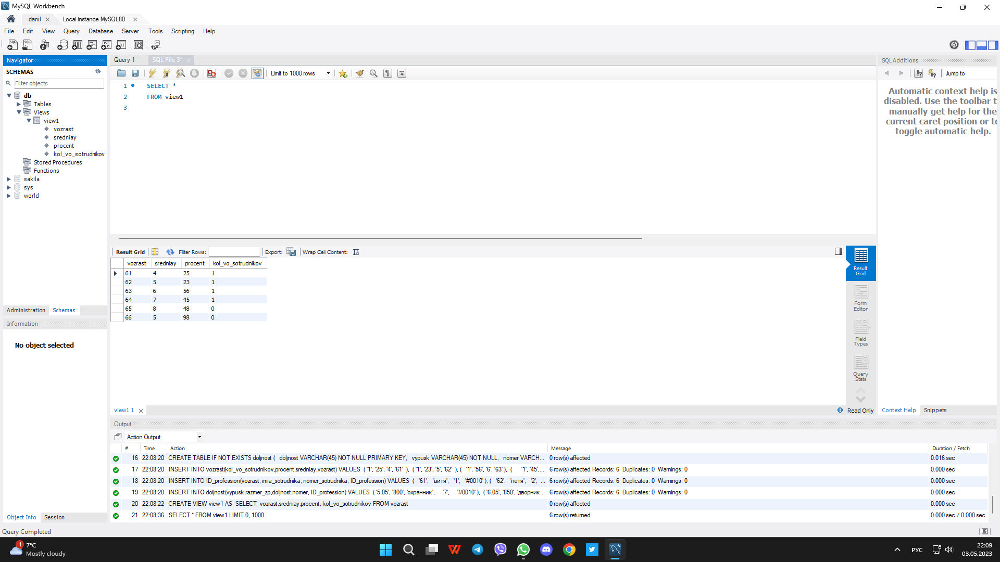 MySQL Workbench
danil
Local instance MySQL80
File Edit View Query Database Server Tools Scripting Help
Navigator
SCHEMAS
Filter objects
db
Tables
Views
view1
vozrast
sredniay
procent
kol_vo_sotrudnikov
Stored Procedures
Functions
sakila
sys
world
Administration Schemas
Information
No object selected
Object Info Session
Query 1 SQL File 3*
Limit to 1000 rows
1 SELECT *
2 FROM view1
3
Result Grid Filter Rows: Export: Wrap Cell Content:
vozrast sredniay procent kol_vo_sotrudnikov
61 4 25 1
62 5 23 1
63 6 56 1
64 7 45 1
65 8 48 0
66 5 98 0
Result
Grid
Form
Editor
Field
Types
Query
Stats
view1 1
Read Only
SQLAdditions
Jump to
Automatic context help is
disabled. Use the toolbar t
manually get help for the
current caret position or to
toggle automatic help.
Context Help Snippets
Output
Action Output
# Time Action Message Duration / Fetch
16 22:08:20 CREATE TABLE IF NOT EXISTS doljnost ( doljnost VARCHAR(45) NOT NULL PRIMARY KEY, vypusk VARCHAR(45) NOT NULL, nomer VARCH... 0 row(s) affected 0.016 sec
17 22:08:20 INSERT INTO vozrast(kol_vo_sotrudnikov,procent,sredniay,vozrast) VALUES ( '1', '25', '4', '61' ), ( '1', '23', '5', '62' ), ( '1', '56', '6', '63' ), ( '1', '45',... 6 row(s) affected Records: 6 Duplicates: 0 Warnings: 0 0.000 sec
18 22:08:20 INSERT INTO ID_profession(vozrast, imia_sotrudnika, nomer_sotrudnika, ID_profession) VALUES ( '61', 'витя', '1', '#0010' ), ( '62', 'петя', '2', ... 6 row(s) affected Records: 6 Duplicates: 0 Warnings: 0 0.000 sec
19 22:08:20 INSERT INTO doljnost(vypusk,razmer_zp,doljnost,nomer, ID_profession) VALUES ( '5.05', '800', 'охранник', '7', '#0010' ), ( '6.05', '850', 'дворник... 6 row(s) affected Records: 6 Duplicates: 0 Warnings: 0 0.000 sec
20 22:08:22 CREATE VIEW view1 AS SELECT vozrast,sredniay,procent, kol_vo_sotrudnikov FROM vozrast 0 row(s) affected 0.000 sec
21 22:08:36 SELECT * FROM view1 LIMIT 0, 1000 6 row(s) returned 0.000 sec / 0.000 sec
Query Completed
1
7°C
Mostly cloudy
РУС
22:09
03.05.2023